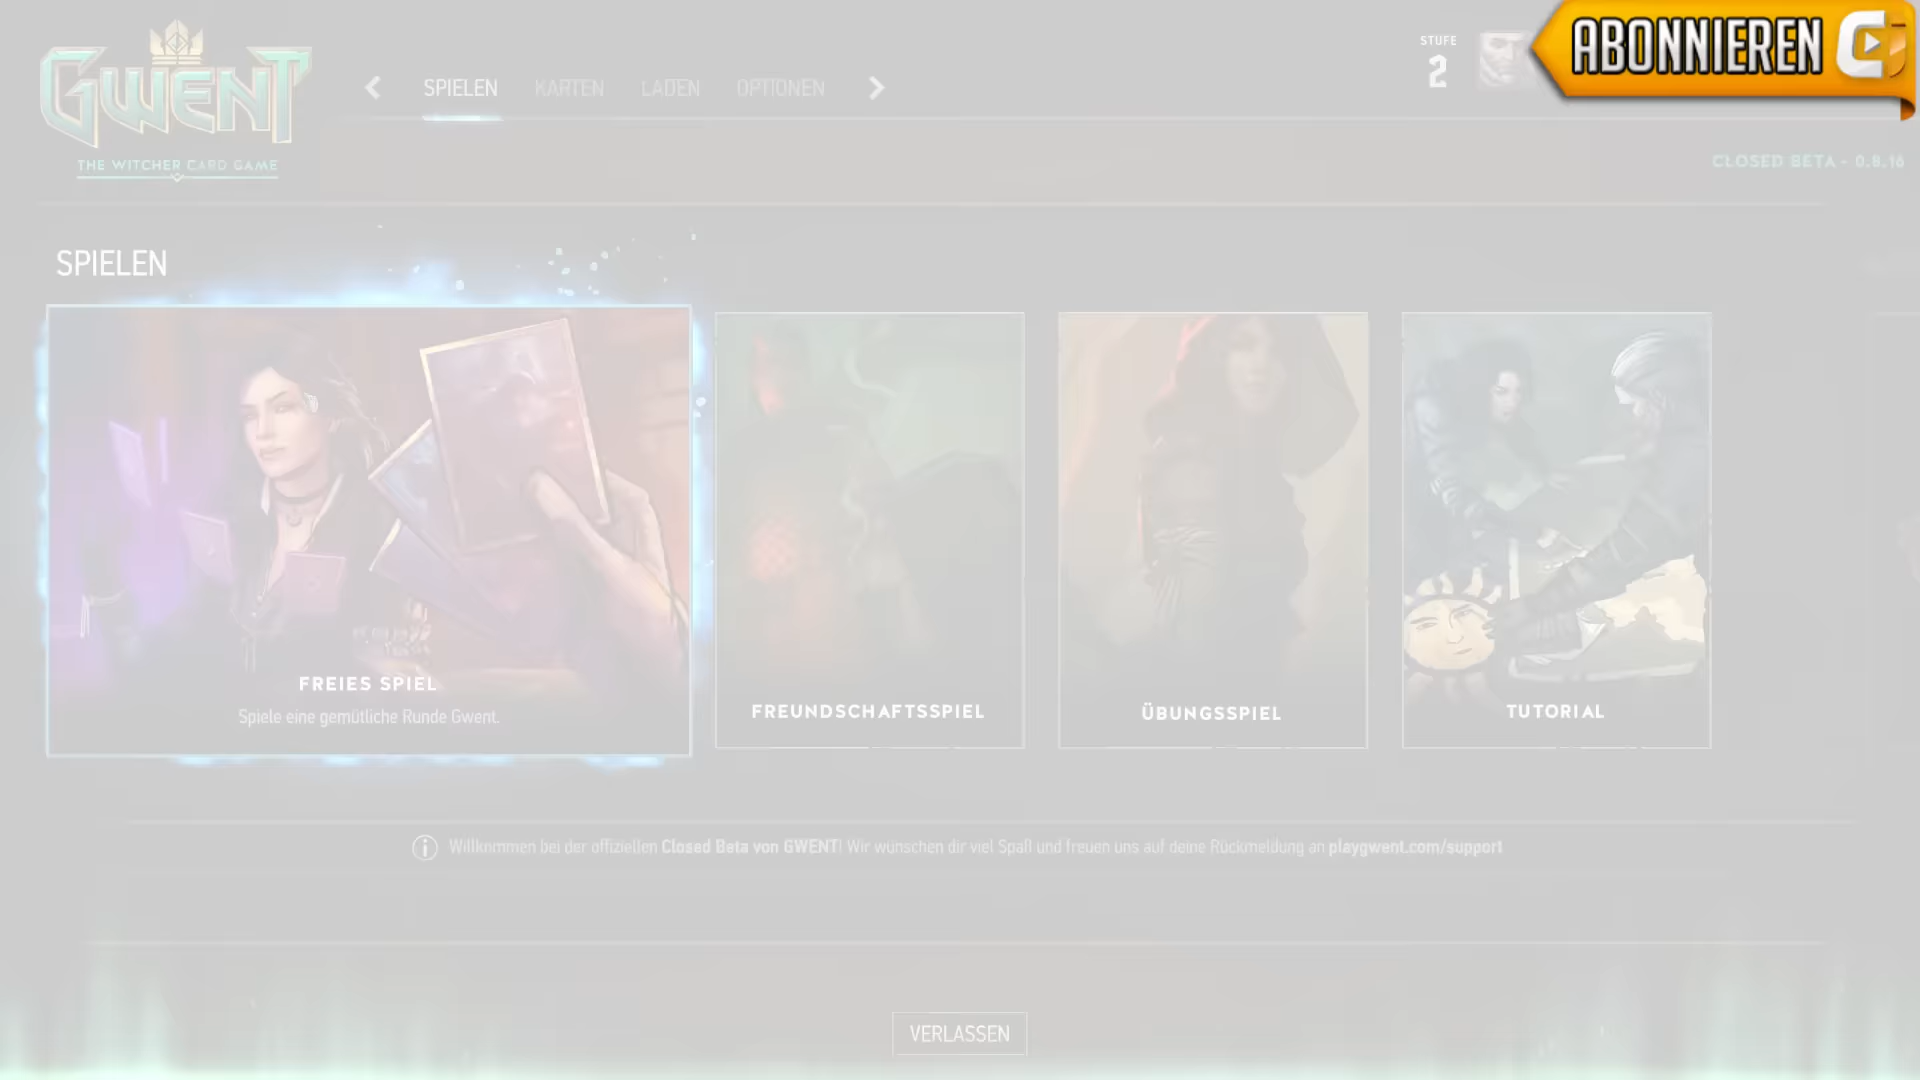 GWENT
THE WITCHER CARD GAME
SPIELEN KARTEN LADEN OPTIONEN
STUFE
2
ABONNIEREN
CLOSED BETA - 0.8.16
SPIELEN
FREIES SPIEL
Spiele eine gemütliche Runde Gwent.
FREUNDSCHAFTSSPIEL
ÜBUNGSSPIEL
TUTORIAL
Willkommen bei der offiziellen Closed Beta von GWENT! Wir wünschen dir viel Spaß und freuen uns auf deine Rückmeldung an playgwent.com/support
VERLASSEN